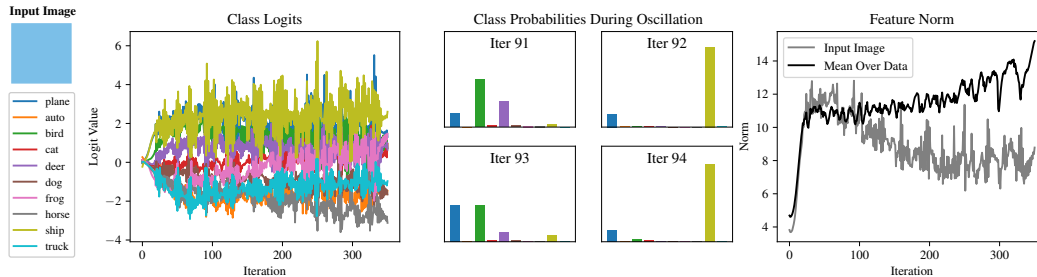 Input Image
plane
auto
bird
cat
deer
dog
frog
horse
ship
truck
Class Logits
Logit Value
6
4
2
0
−2
−4
0
100
200
300
Iteration
Class Probabilities During Oscillation
Iter 91
Iter 92
Iter 93
Iter 94
Feature Norm
Input Image
Mean Over Data
Norm
14
12
10
8
6
4
0
100
200
300
Iteration